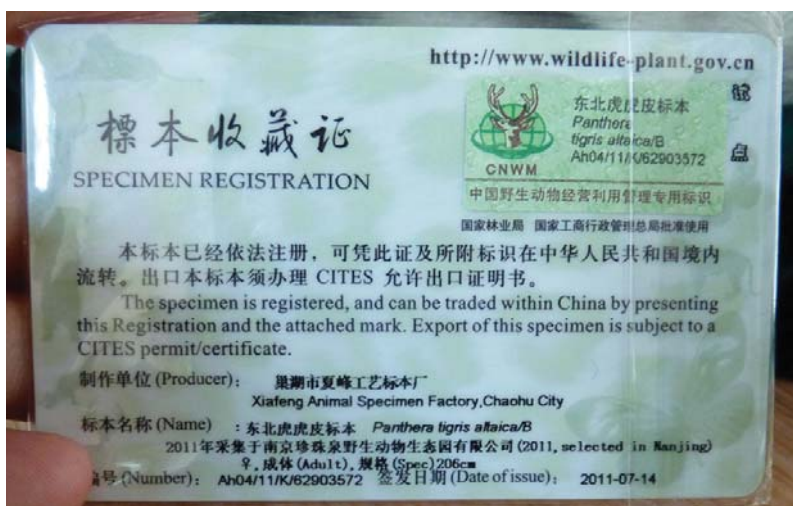 http://www.wildlife-plant.gov.cn
標本收藏证
SPECIMEN REGISTRATION
东北虎虎皮标本
Panthera
tigris altaica/B
Ah04/11/K/62903572
CNWM
中国野生动物经营利用管理专用标识
试
点
国家林业局 国家工商行政管理总局批准使用
本标本已经依法注册，可凭此证及所附标识在中华人民共和国境内
流转。出口本标本须办理 CITES 允许出口证明书。
The specimen is registered, and can be traded within China by presenting
this Registration and the attached mark. Export of this specimen is subject to a
CITES permit/certificate.
制作单位 (Producer)： 巢湖市夏峰工艺标本厂
Xiafeng Animal Specimen Factory,Chaohu City
标本名称 (Name) ：东北虎虎皮标本 Panthera tigris altaica/B
2011年采集于南京珍珠泉野生动物生态园有限公司(2011,selected in Nanjing)
♀,成体(Adult),规格(Spec)206cm
编号 (Number)： Ah04/11/K/62903572 签发日期 (Date of issue)： 2011-07-14